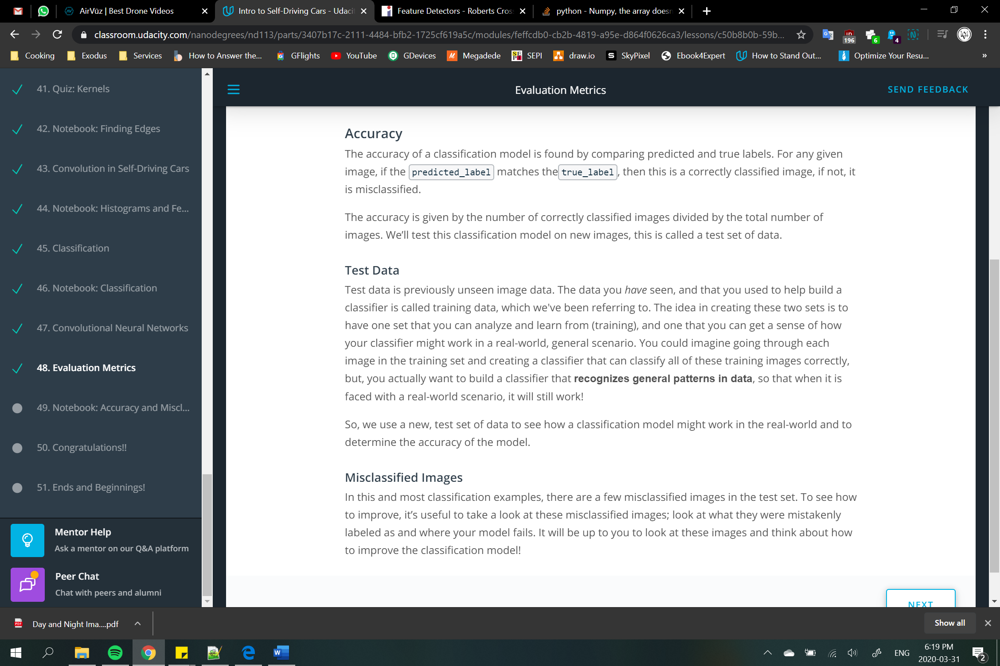 AirVūz | Best Drone Videos
Intro to Self-Driving Cars - Udaci
Feature Detectors - Roberts Cros
python - Numpy, the array doesn
classroom.udacity.com/nanodegrees/nd113/parts/3407b17c-2111-4484-bfb2-1725cf619a5c/modules/feffcdb0-cb2b-4819-a95e-d864f0626ca3/lessons/c50b8b0b-59b...
196
6
4
Cooking
Exodus
Services
How to Answer the...
GFlights
YouTube
GDevices
Megadede
SEPI
draw.io
SkyPixel
Ebook4Expert
How to Stand Out...
Optimize Your Resu...
»
41. Quiz: Kernels
42. Notebook: Finding Edges
43. Convolution in Self-Driving Cars
44. Notebook: Histograms and Fe...
45. Classification
46. Notebook: Classification
47. Convolutional Neural Networks
48. Evaluation Metrics
49. Notebook: Accuracy and Miscl...
50. Congratulations!!
51. Ends and Beginnings!
Mentor Help
Ask a mentor on our Q&A platform
Peer Chat
Chat with peers and alumni
Evaluation Metrics
SEND FEEDBACK
Accuracy
The accuracy of a classification model is found by comparing predicted and true labels. For any given
image, if the predicted_label matches the true_label, then this is a correctly classified image, if not, it
is misclassified.
The accuracy is given by the number of correctly classified images divided by the total number of
images. We’ll test this classification model on new images, this is called a test set of data.
Test Data
Test data is previously unseen image data. The data you have seen, and that you used to help build a
classifier is called training data, which we've been referring to. The idea in creating these two sets is to
have one set that you can analyze and learn from (training), and one that you can get a sense of how
your classifier might work in a real-world, general scenario. You could imagine going through each
image in the training set and creating a classifier that can classify all of these training images correctly,
but, you actually want to build a classifier that recognizes general patterns in data, so that when it is
faced with a real-world scenario, it will still work!
So, we use a new, test set of data to see how a classification model might work in the real-world and to
determine the accuracy of the model.
Misclassified Images
In this and most classification examples, there are a few misclassified images in the test set. To see how
to improve, it’s useful to take a look at these misclassified images; look at what they were mistakenly
labeled as and where your model fails. It will be up to you to look at these images and think about how
to improve the classification model!
NEXT
Day and Night Ima....pdf
Show all
ENG
6:19 PM
2020-03-31
2